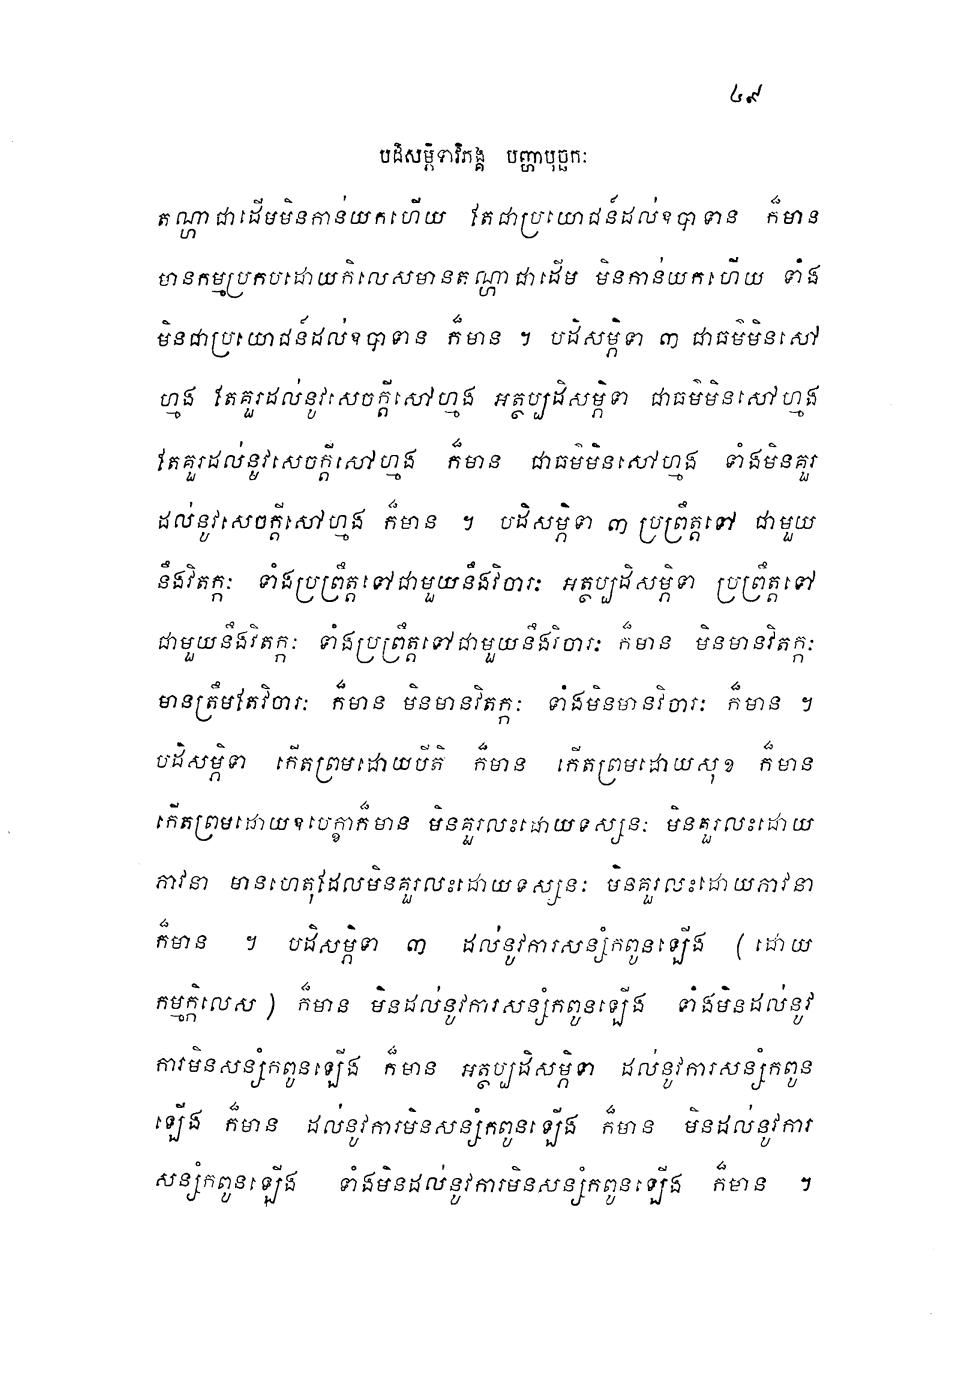 ៤៩
បដិសម្ភិទាវិភង្គ បញ្ហាបុច្ឆកៈ
តណ្ហាជាដើមមិនកាន់យកហើយ តែជាប្រយោជន៍ដល់ឧបាទាន ក៏មាន
មានកម្មប្រកបដោយកិលេសមានតណ្ហាជាដើម មិនកាន់យកហើយ ទាំង
មិនជាប្រយោជន៍ដល់ឧបាទាន ក៏មាន ។ បដិសម្ភិទា ៣ ជាធម៌មិនសៅ
ហ្មង តែគួរដល់នូវសេចក្តីសៅហ្មង អត្ថប្បដិសម្ភិទា ជាធម៌មិនសៅហ្មង
តែគួរដល់នូវសេចក្តីសៅហ្មង ក៏មាន ជាធម៌មិនសៅហ្មង ទាំងមិនគួរ
ដល់នូវសេចក្តីសៅហ្មង ក៏មាន ។ បដិសម្ភិទា ៣ ប្រព្រឹត្តទៅ ជាមួយ
នឹងវិតក្កៈ ទាំងប្រព្រឹត្តទៅជាមួយនឹងវិចារៈ អត្ថប្បដិសម្ភិទា ប្រព្រឹត្តទៅ
ជាមួយនឹងវិតក្កៈ ទាំងប្រព្រឹត្តទៅជាមួយនឹងវិចារៈ ក៏មាន មិនមានវិតក្កៈ
មានត្រឹមតែវិចារៈ ក៏មាន មិនមានវិតក្កៈ ទាំងមិនមានវិចារៈ ក៏មាន ។
បដិសម្ភិទា កើតព្រមដោយបីតិ ក៏មាន កើតព្រមដោយសុខ ក៏មាន
កើតព្រមដោយឧបេក្ខាក៏មាន មិនគួរលះដោយទស្សនៈ មិនគួរលះដោយ
ភាវនា មានហេតុដែលមិនគួរលះដោយទស្សនៈ មិនគួរលះដោយភាវនា
ក៏មាន ។ បដិសម្ភិទា ៣ ដល់នូវការសន្សំកពូនឡើង ( ដោយ
កម្មក្កិលេស ) ក៏មាន មិនដល់នូវការសន្សំកពូនឡើង ទាំងមិនដល់នូវ
ការមិនសន្សំកពូនឡើង ក៏មាន អត្ថប្បដិសម្ភិទា ដល់នូវការសន្សំកពូន
ឡើង ក៏មាន ដល់នូវការមិនសន្សំកពូនឡើង ក៏មាន មិនដល់នូវការ
សន្សំកពូនឡើង ទាំងមិនដល់នូវការមិនសន្សំកពូនឡើង ក៏មាន ។